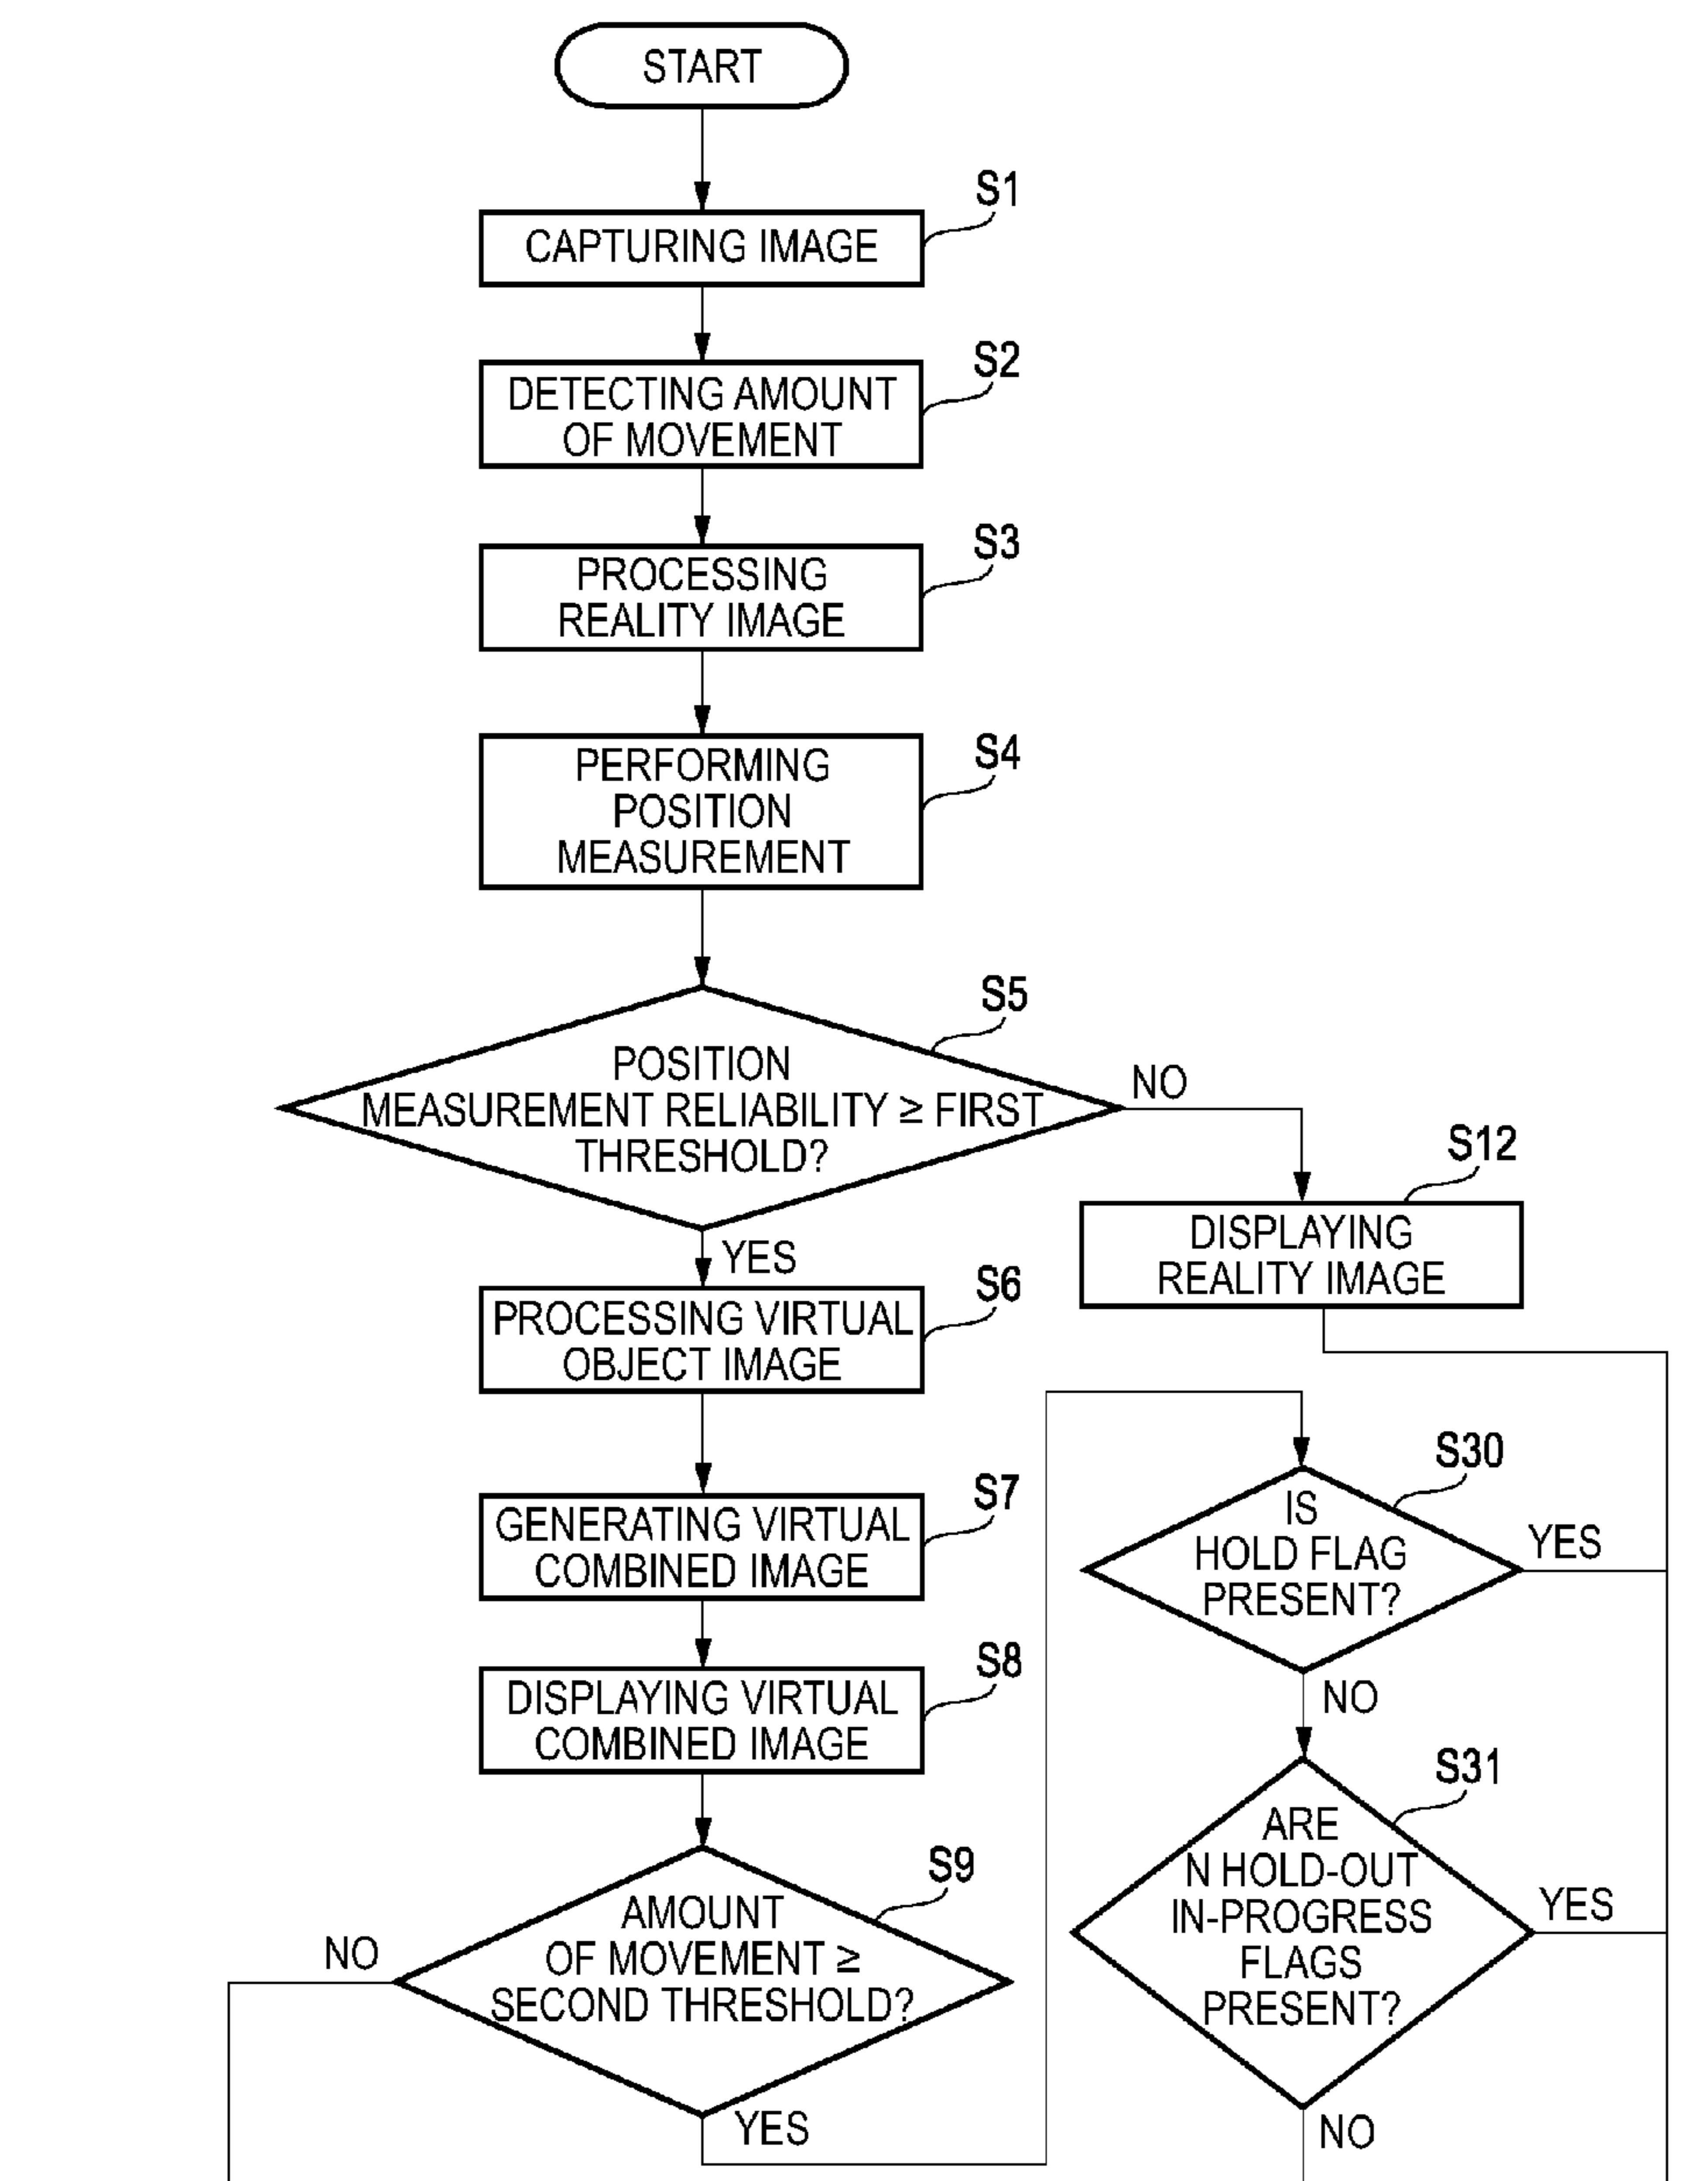 START
S1
CAPTURING IMAGE
S2
DETECTING AMOUNT
OF MOVEMENT
S3
PROCESSING
REALITY IMAGE
S4
PERFORMING
POSITION
MEASUREMENT
S5
POSITION
MEASUREMENT RELIABILITY ≥ FIRST
THRESHOLD?
NO
YES
S12
DISPLAYING
REALITY IMAGE
S6
PROCESSING VIRTUAL
OBJECT IMAGE
S7
GENERATING VIRTUAL
COMBINED IMAGE
S8
DISPLAYING VIRTUAL
COMBINED IMAGE
S9
AMOUNT
OF MOVEMENT ≥
SECOND THRESHOLD?
NO
YES
S30
IS
HOLD FLAG
PRESENT?
YES
NO
S31
ARE
N HOLD-OUT
IN-PROGRESS
FLAGS
PRESENT?
YES
NO